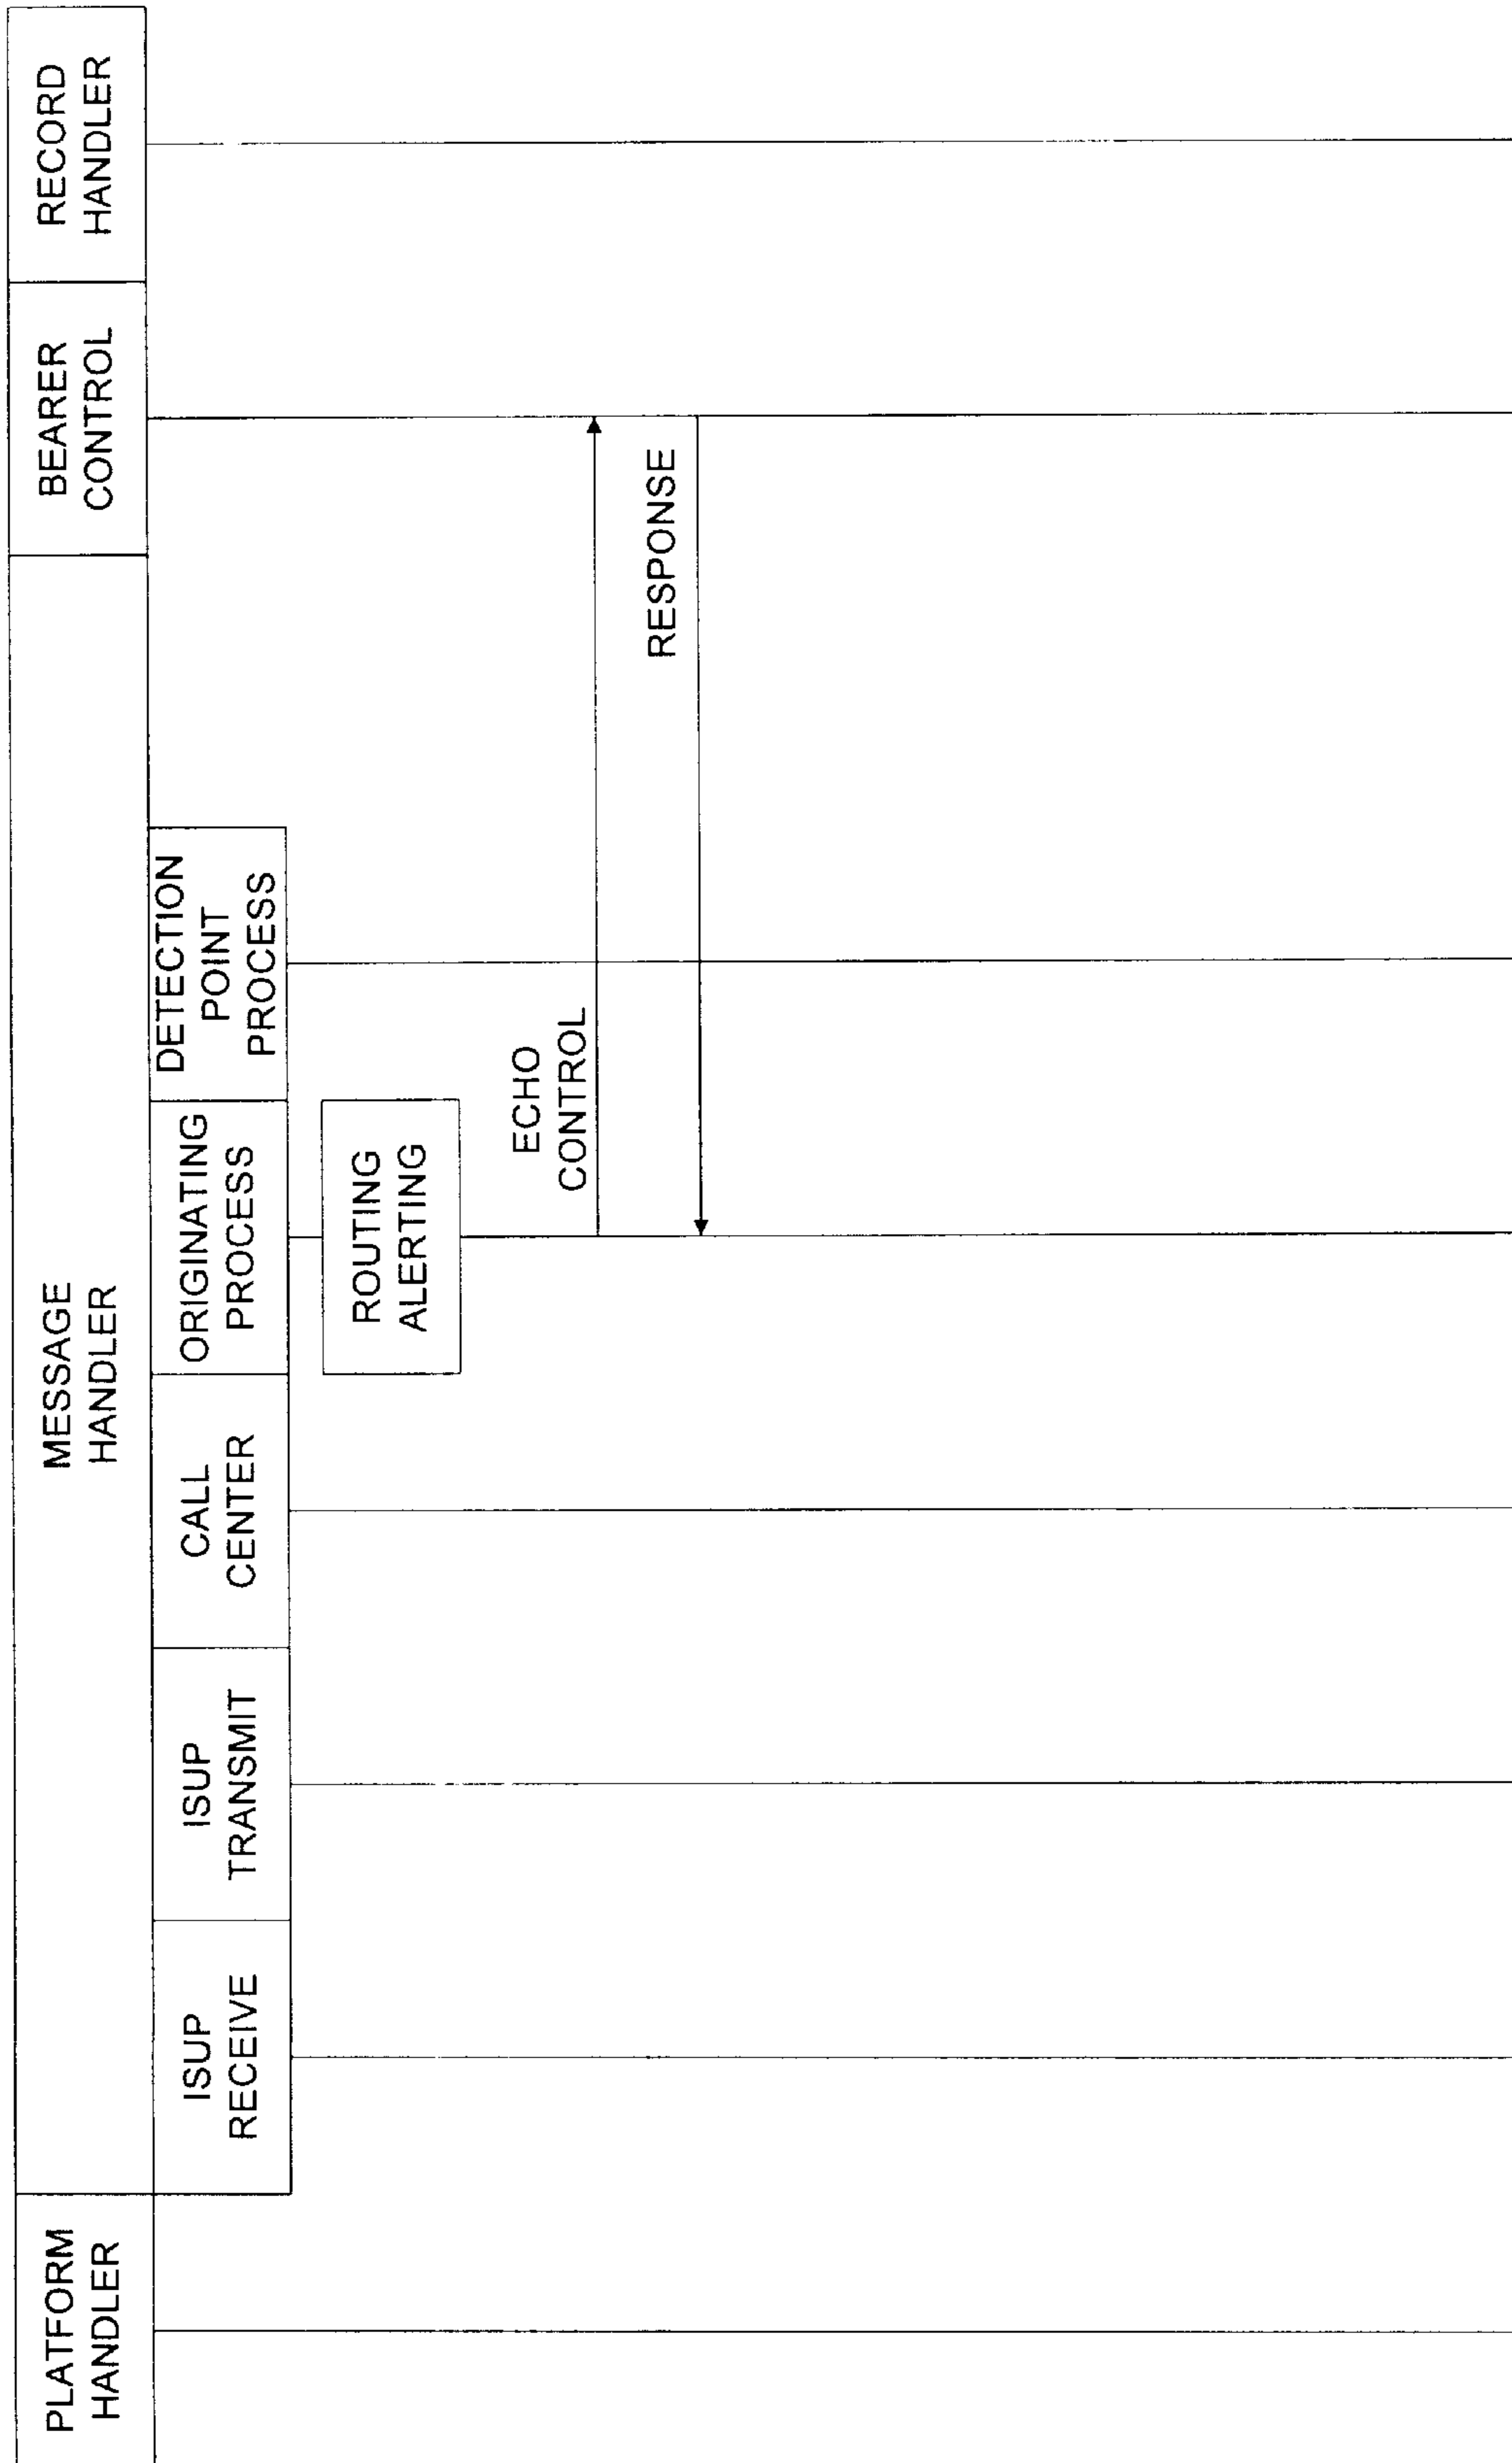 PLATFORM
HANDLER
MESSAGE
HANDLER
BEARER
CONTROL
RECORD
HANDLER
ISUP
RECEIVE
ISUP
TRANSMIT
CALL
CENTER
ORIGINATING
PROCESS
DETECTION
POINT
PROCESS
ROUTING
ALERTING
ECHO
CONTROL
RESPONSE